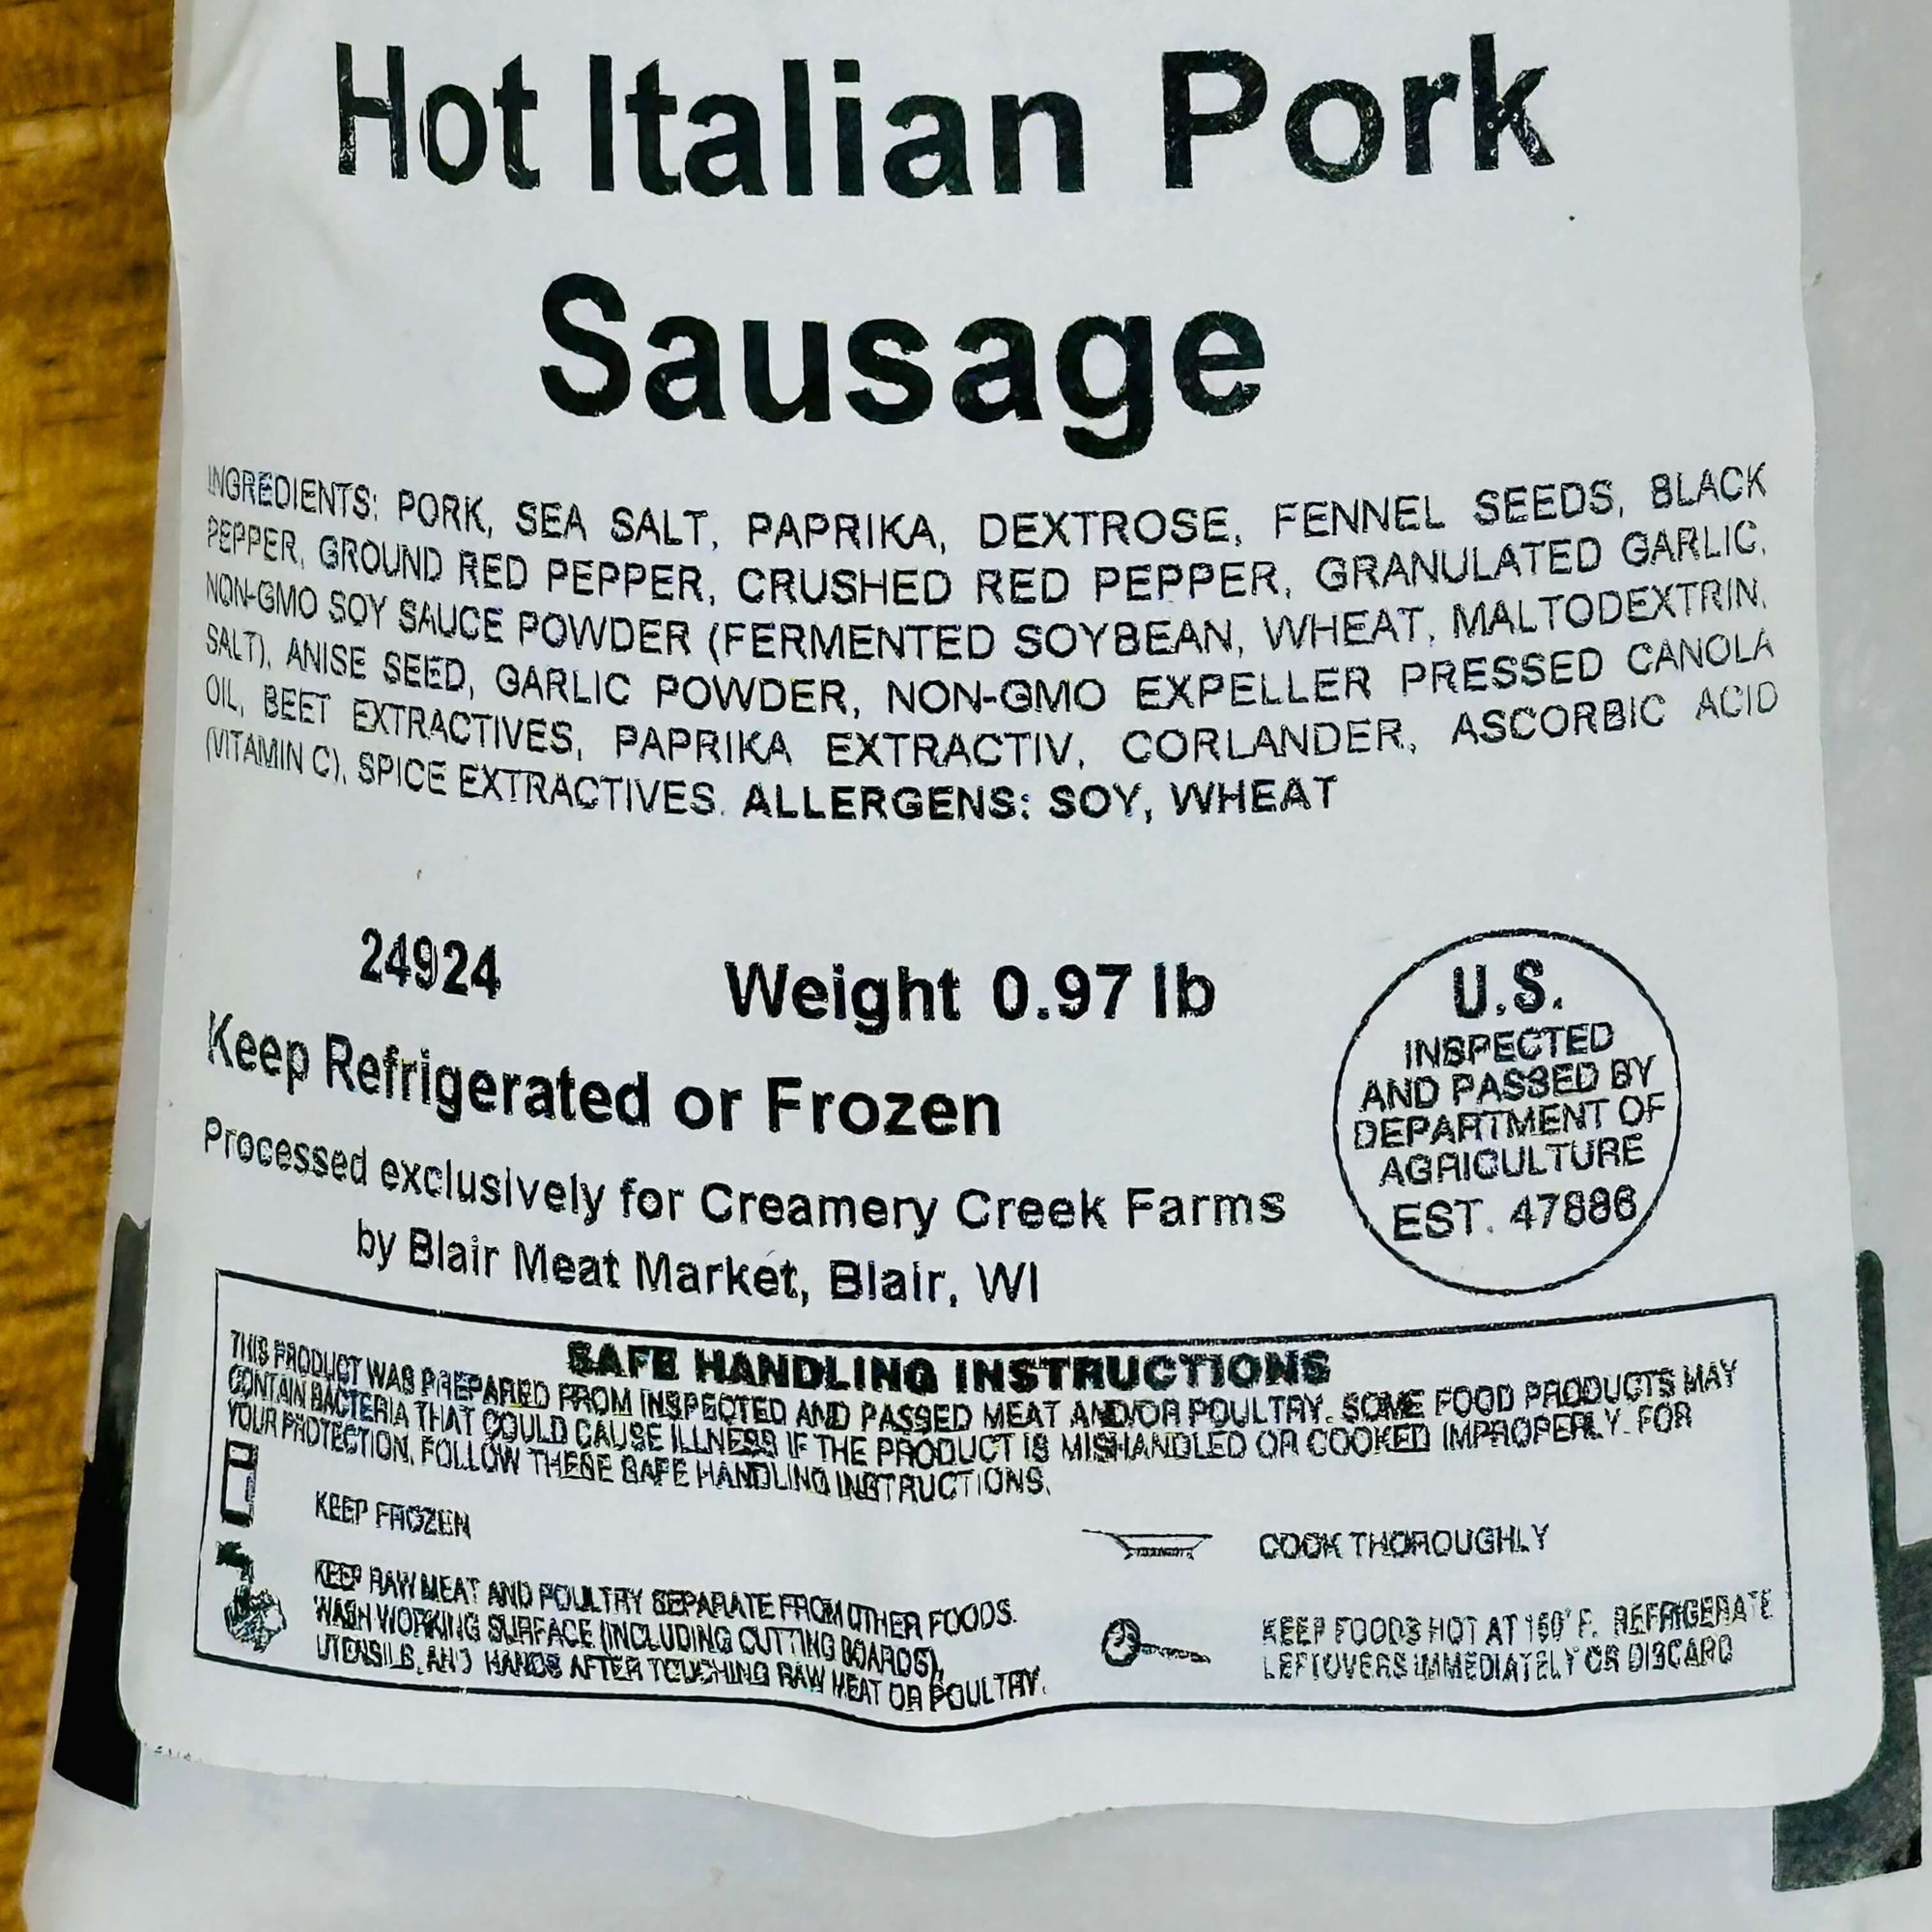 Hot Italian Pork
Sausage
INGREDIENTS: PORK, SEA SALT, PAPRIKA, DEXTROSE, FENNEL SEEDS, BLACK
PEPPER, GROUND RED PEPPER, CRUSHED RED PEPPER, GRANULATED GARLIC,
NON-GMO SOY SAUCE POWDER (FERMENTED SOYBEAN, WHEAT, MALTODEXTRIN,
SALT), ANISE SEED, GARLIC POWDER, NON-GMO EXPELLER PRESSED CANOLA
OIL, BEET EXTRACTIVES, PAPRIKA EXTRACTIV, CORLANDER, ASCORBIC ACID
(VITAMIN C), SPICE EXTRACTIVES. ALLERGENS: SOY, WHEAT
24924
Weight 0.97 lb
Keep Refrigerated or Frozen
Processed exclusively for Creamery Creek Farms
by Blair Meat Market, Blair, WI
U.S.
INSPECTED
AND PASSED BY
DEPARTMENT OF
AGRICULTURE
EST. 47886
SAFE HANDLING INSTRUCTIONS
THIS PRODUCT WAS PREPARED FROM INSPECTED AND PASSED MEAT AND/OR POULTRY. SOME FOOD PRODUCTS MAY
CONTAIN BACTERIA THAT COULD CAUSE ILLNESS IF THE PRODUCT IS MISHANDLED OR COOKED IMPROPERLY. FOR
YOUR PROTECTION, FOLLOW THESE SAFE HANDLING INSTRUCTIONS.
KEEP FROZEN
COOK THOROUGHLY
KEEP RAW MEAT AND POULTRY SEPARATE FROM OTHER FOODS.
WASH WORKING SURFACE (INCLUDING CUTTING BOARDS),
UTENSILS, AND HANDS AFTER TOUCHING RAW MEAT OR POULTRY.
KEEP FOODS HOT AT 160° F. REFRIGERATE
LEFTOVERS IMMEDIATELY OR DISCARD